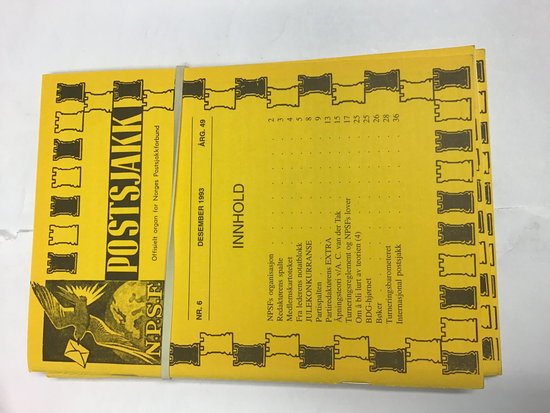 N.P.S.F.
POSTSJAKK
Offisielt organ for Norges Postsjakkforbund
NR. 6 DESEMBER 1993 ÅRG. 49
INNHOLD
NPSFs organisasjon 2
Redaktørens spalte 3
Medlemskartoteket 4
Fra lederens notatblokk 5
JULEKONKURRANSE 8
Partispalten 9
Partiredaktørens EXTRA 13
Åpningsteori v/A. C. van der Tak 15
Turneringsreglement og NPSFs lover 17
Om å bli lurt av teorien (4) 25
BDG-hjørnet 25
Bøker 26
Turneringsbarometeret 28
Internasjonal postsjakk 36